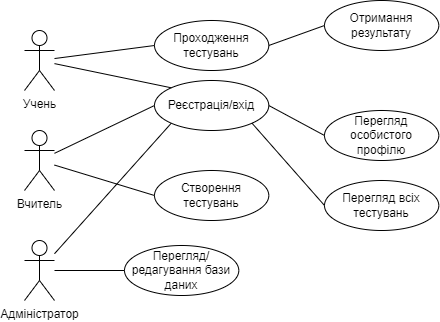 Отримання
результату
Проходження
тестувань
Учень
Реєстрація/вхід
Перегляд
особистого
профілю
Вчитель
Створення
тестувань
Перегляд всіх
тестувань
Перегляд/
редагування бази
даних
Адміністратор